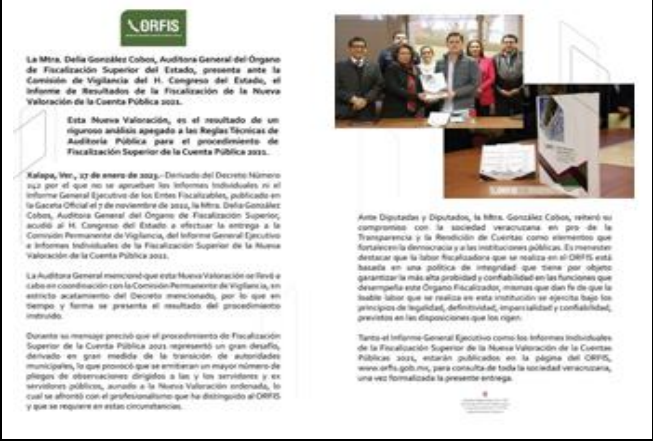 ORFIS
La Mtra. Delia González Cobos, Auditora General del Órgano
de Fiscalización Superior del Estado, presenta ante la
Comisión de Vigilancia del H. Congreso del Estado, el
Informe de Resultados de la Fiscalización de la Nueva
Valoración de la Cuenta Pública 2021.
Esta Nueva Valoración, es el resultado de un
riguroso análisis apegado a las Reglas Técnicas de
Auditoría Pública para el procedimiento de
Fiscalización Superior de la Cuenta Pública 2021.
Xalapa, Ver., 17 de enero de 2023.- Derivado del Decreto Número
242 por el que no se aprueban los Informes Individuales ni el
Informe General Ejecutivo de los Entes Fiscalizables, publicado en
la Gaceta Oficial el 7 de noviembre de 2022, la Mtra. Delia González
Cobos, Auditora General del Órgano de Fiscalización Superior,
acudió al H. Congreso del Estado a efectuar la entrega a la
Comisión Permanente de Vigilancia, del Informe General Ejecutivo
e Informes Individuales de la Fiscalización Superior de la Nueva
Valoración de la Cuenta Pública 2021.
La Auditora General mencionó que esta Nueva Valoración se llevó a
cabo en coordinación con la Comisión Permanente de Vigilancia, en
estricto acatamiento del Decreto mencionado, por lo que en
tiempo y forma se presenta el resultado del procedimiento
instruido.
Durante su mensaje precisó que el procedimiento de Fiscalización
Superior de la Cuenta Pública 2021 representó un gran desafío,
derivado en gran medida de la transición de autoridades
municipales, lo que provocó que se emitieran un mayor número de
pliegos de observaciones dirigidos a las y los servidores y ex
servidores públicos, aunado a la Nueva Valoración ordenada, lo
cual se afrontó con el profesionalismo que ha distinguido al ORFIS
y que se requiere en estas circunstancias.
ORFIS
Ante Diputadas y Diputados, la Mtra. González Cobos, reiteró su
compromiso con la sociedad veracruzana en pro de la
Transparencia y la Rendición de Cuentas como elementos que
fortalecen la democracia y a las instituciones públicas. Es menester
destacar que la labor fiscalizadora que se realiza en el ORFIS está
basada en una política de integridad que tiene por objeto
garantizar la más alta probidad y confiabilidad en las funciones que
desempeña este Órgano Fiscalizador, mismas que dan fe de que la
loable labor que se realiza en esta institución se ejercita bajo los
principios de legalidad, definitividad, imparcialidad y confiabilidad,
previstos en las disposiciones que los rigen.
Tanto el Informe General Ejecutivo como los Informes Individuales
de la Fiscalización Superior de la Nueva Valoración de la Cuentas
Públicas 2021, estarán publicados en la página del ORFIS,
www.orfis.gob.mx, para consulta de toda la sociedad veracruzana,
una vez formalizada la presente entrega.